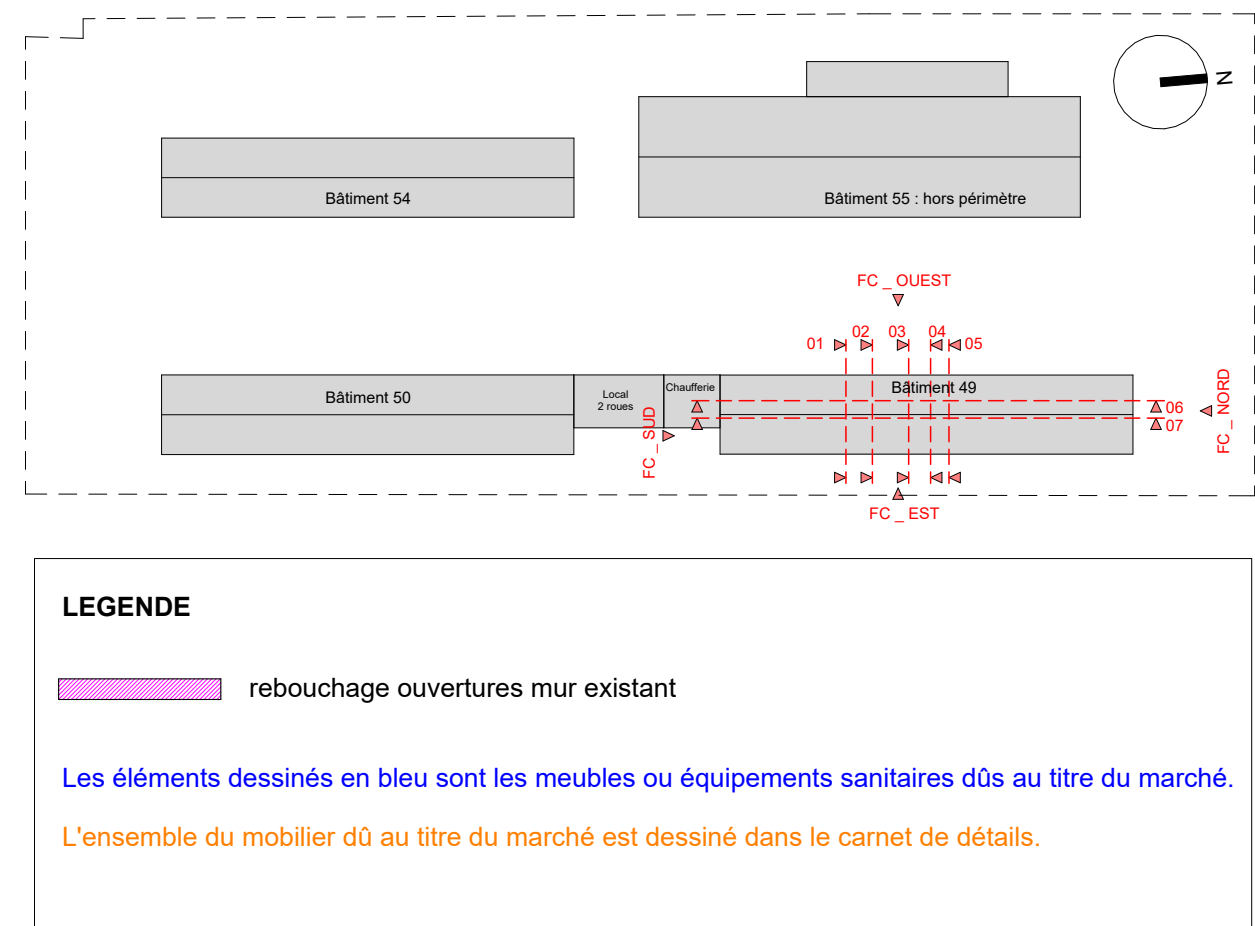 N
Bâtiment 54
Bâtiment 55 : hors périmètre
FC _ OUEST
01
02
03
04
05
Bâtiment 50
Local
2 roues
Chaufferie
Bâtiment 49
06
07
FC _ SUD
FC _ NORD
FC _ EST
LEGENDE
rebouchage ouvertures mur existant
Les éléments dessinés en bleu sont les meubles ou équipements sanitaires dûs au titre du marché.
L'ensemble du mobilier dû au titre du marché est dessiné dans le carnet de détails.